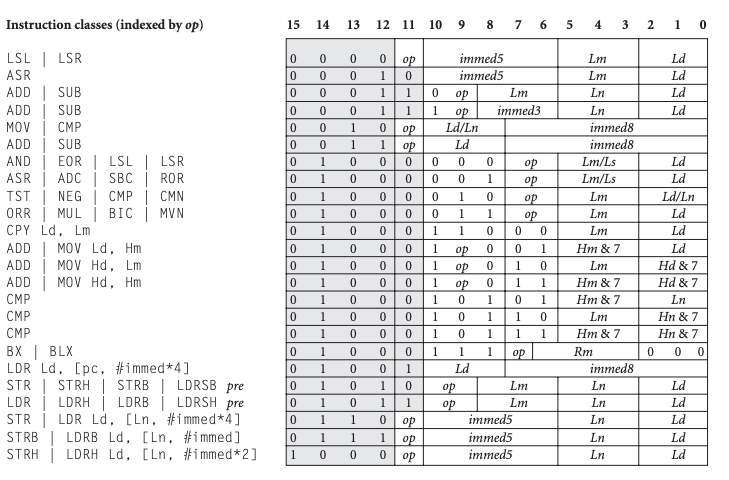 Instruction classes (indexed by op) 15 14 13 12 11 10 9 8 7 6 5 4 3 2 1 0
LSL | LSR 0 0 0 0 op immed5 Lm Ld
ASR 0 0 0 1 0 immed5 Lm Ld
ADD | SUB 0 0 0 1 1 0 op Lm Ln Ld
ADD | SUB 0 0 0 1 1 1 op immed3 Ln Ld
MOV | CMP 0 0 1 0 op Ld/Ln immed8
ADD | SUB 0 0 1 1 op Ld immed8
AND | EOR | LSL | LSR 0 1 0 0 0 0 0 0 op Lm/Ls Ld
ASR | ADC | SBC | ROR 0 1 0 0 0 0 0 1 op Lm/Ls Ld
TST | NEG | CMP | CMN 0 1 0 0 0 0 1 0 op Lm Ld/Ln
ORR | MUL | BIC | MVN 0 1 0 0 0 0 1 1 op Lm Ld
CPY Ld, Lm 0 1 0 0 0 1 1 0 0 0 Lm Ld
ADD | MOV Ld, Hm 0 1 0 0 0 1 op 0 0 1 Hm & 7 Ld
ADD | MOV Hd, Lm 0 1 0 0 0 1 op 0 1 0 Lm Hd & 7
ADD | MOV Hd, Hm 0 1 0 0 0 1 op 0 1 1 Hm & 7 Hd & 7
CMP 0 1 0 0 0 1 0 1 0 1 Hm & 7 Ln
CMP 0 1 0 0 0 1 0 1 1 0 Lm Hn & 7
CMP 0 1 0 0 0 1 0 1 1 1 Hm & 7 Hn & 7
BX | BLX 0 1 0 0 0 1 1 1 op Rm 0 0 0
LDR Ld, [pc, #immed*4] 0 1 0 0 1 Ld immed8
STR | STRH | STRB | LDRSB pre 0 1 0 1 0 op Lm Ln Ld
LDR | LDRH | LDRB | LDRSH pre 0 1 0 1 1 op Lm Ln Ld
STR | LDR Ld, [Ln, #immed*4] 0 1 1 0 op immed5 Ln Ld
STRB | LDRB Ld, [Ln, #immed] 0 1 1 1 op immed5 Ln Ld
STRH | LDRH Ld, [Ln, #immed*2] 1 0 0 0 op immed5 Ln Ld